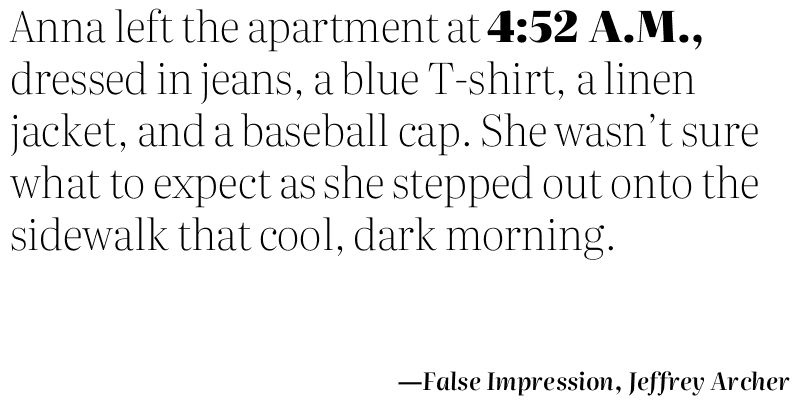 Anna left the apartment at 4:52 A.M.,
dressed in jeans, a blue T-shirt, a linen
jacket, and a baseball cap. She wasn’t sure
what to expect as she stepped out onto the
sidewalk that cool, dark morning.
—False Impression, Jeffrey Archer